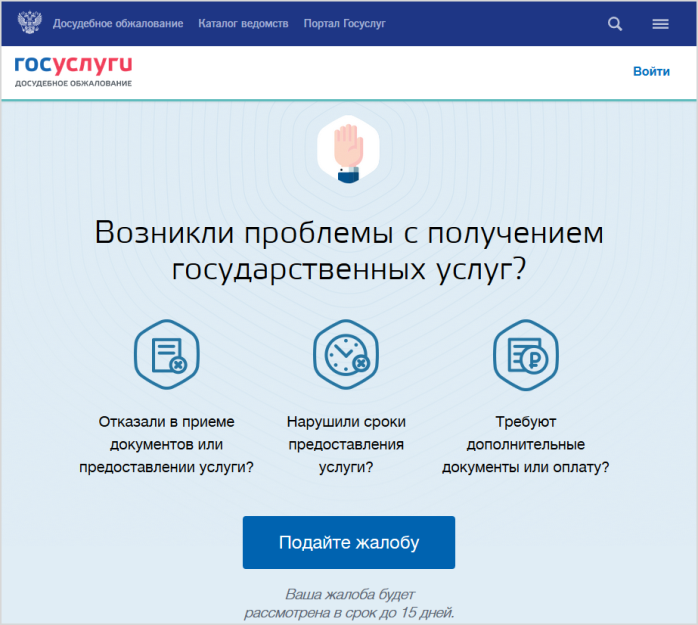 Досудебное обжалование Каталог ведомств Портал Госуслуг
госуслуги
ДОСУДЕБНОЕ ОБЖАЛОВАНИЕ
Войти
Возникли проблемы с получением
государственных услуг?
Отказали в приеме
документов или
предоставлении услуги?
Нарушили сроки
предоставления
услуги?
Требуют
дополнительные
документы или оплату?
Подайте жалобу
Ваша жалоба будет
рассмотрена в срок до 15 дней.